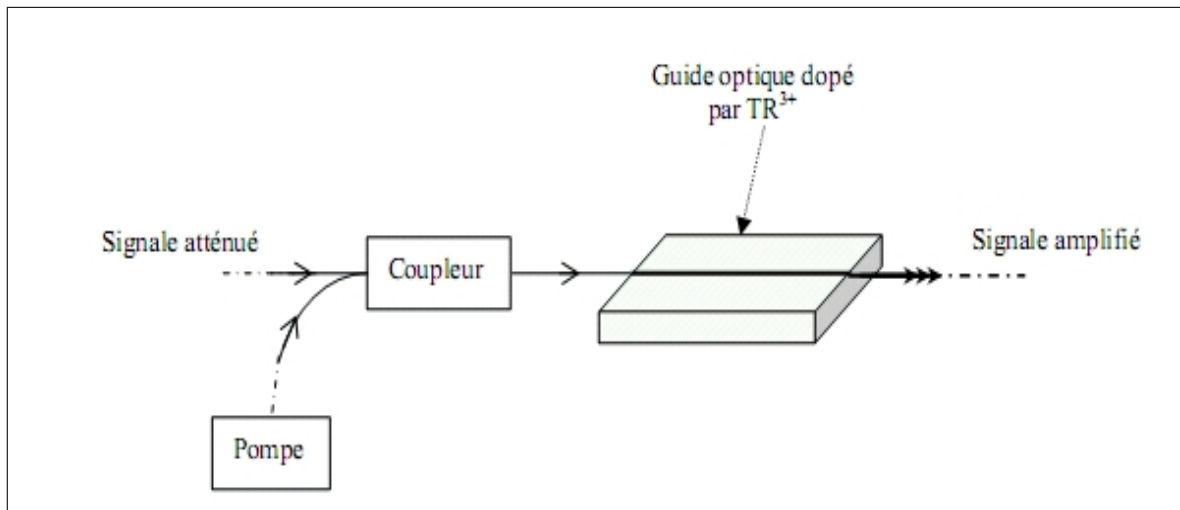 Guide optique dopé
par TR3+
Signale atténué
Coupleur
Signale amplifié
Pompe